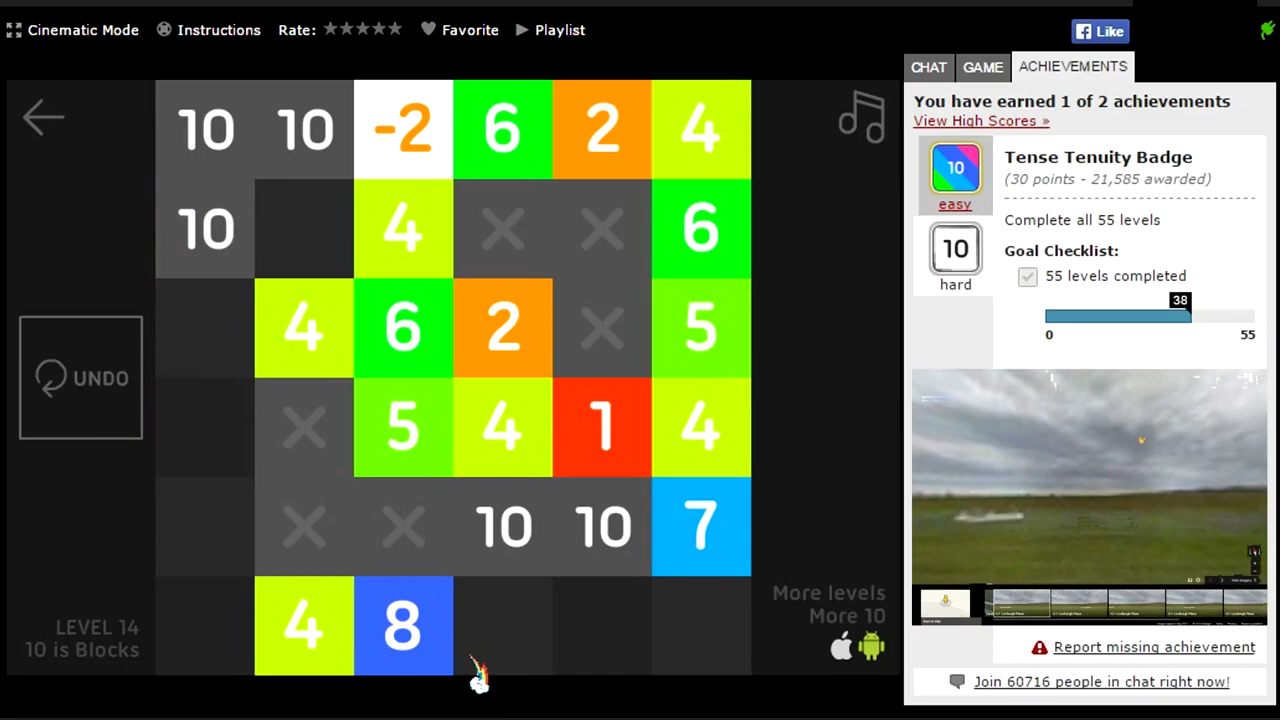 Cinematic Mode Instructions Rate: Favorite Playlist
Like
10 10 -2 6 2 4
10 4 × × 6
4 6 2 × 5
× 5 4 1 4
× × 10 10 7
4 8
UNDO
LEVEL 14
10 is Blocks
More levels
More 10
CHAT GAME ACHIEVEMENTS
You have earned 1 of 2 achievements
View High Scores »
10
easy
10
hard
Tense Tenuity Badge
(30 points - 21,585 awarded)
Complete all 55 levels
Goal Checklist:
55 levels completed
38
0 55
Report missing achievement
Join 60716 people in chat right now!